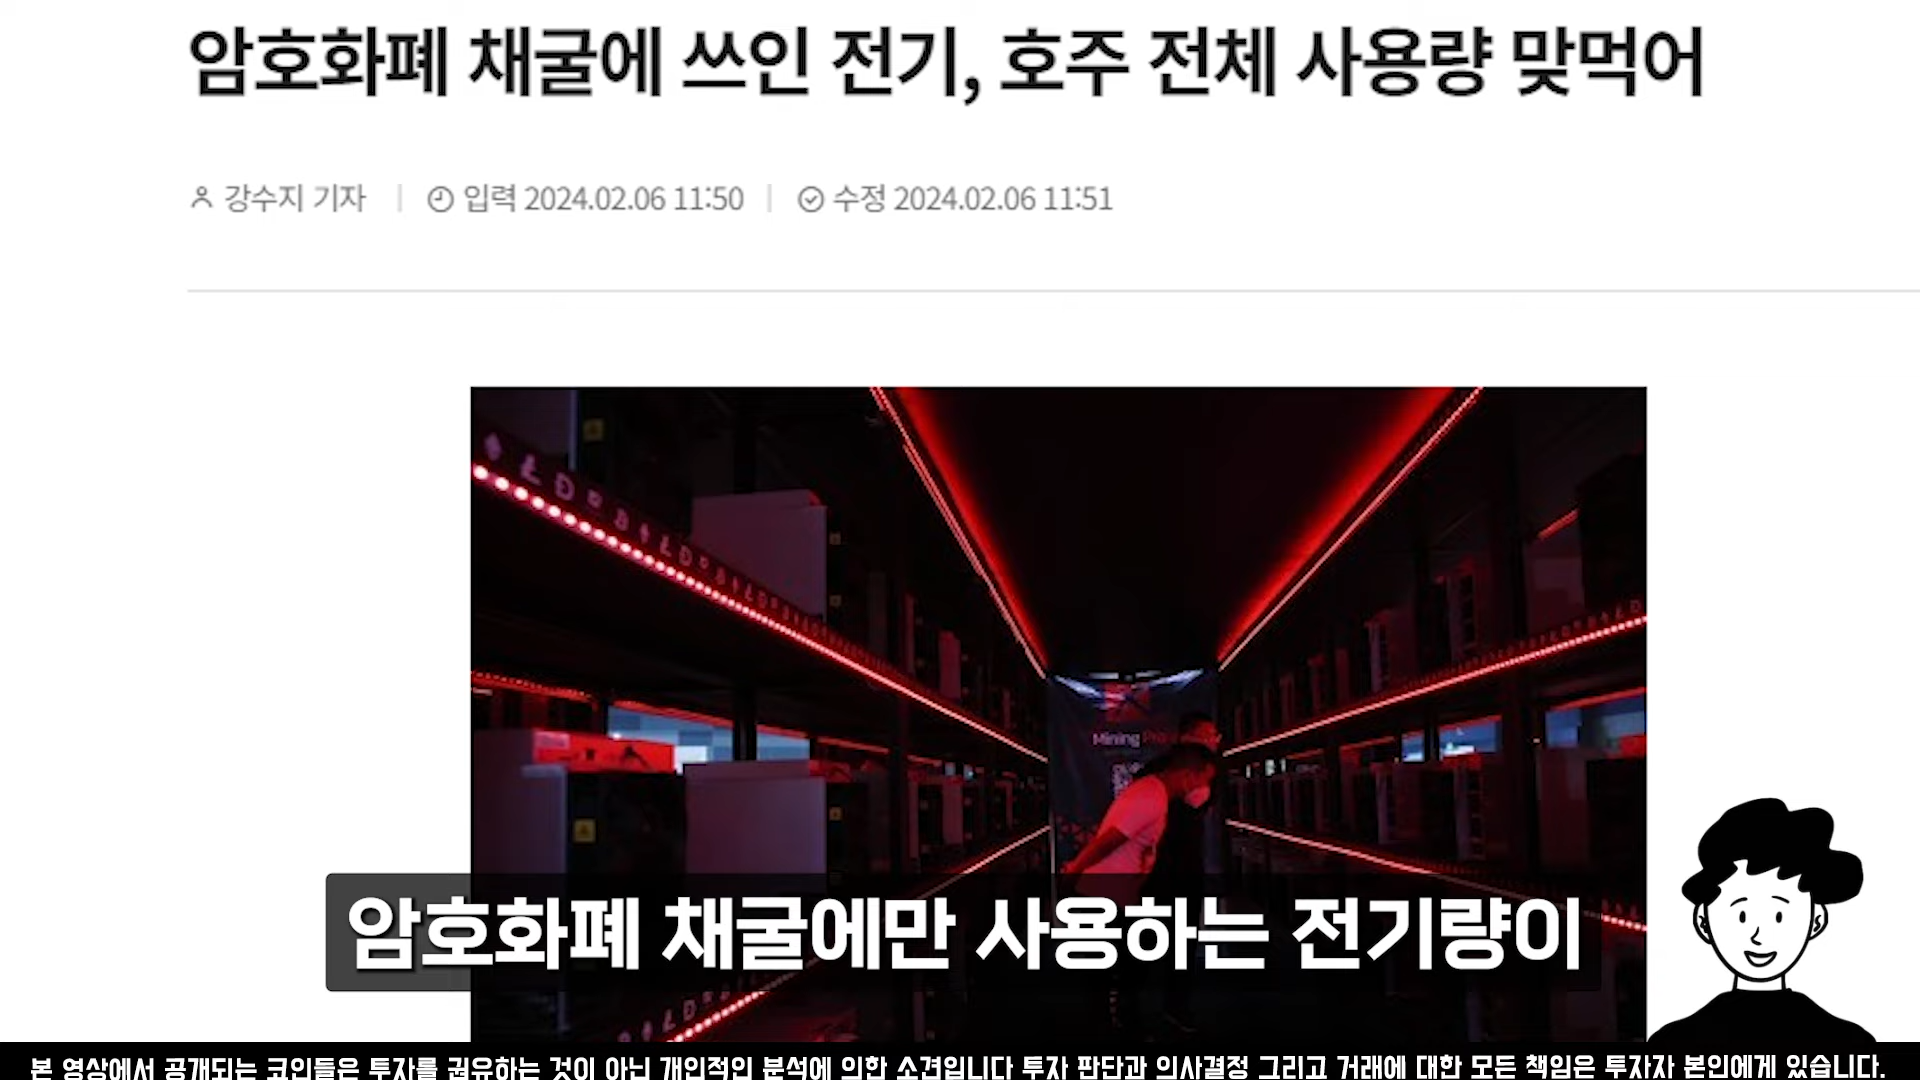 암호화폐 채굴에 쓰인 전기, 호주 전체 사용량 맞먹어
강수지 기자 | 입력 2024.02.06 11:50 | 수정 2024.02.06 11:51
Mining
암호화폐 채굴에만 사용하는 전기량이
본 영상에서 공개되는 코인들은 투자를 권유하는 것이 아닌 개인적인 분석에 의한 소견입니다 투자 판단과 의사결정 그리고 거래에 대한 모든 책임은 투자자 본인에게 있습니다.